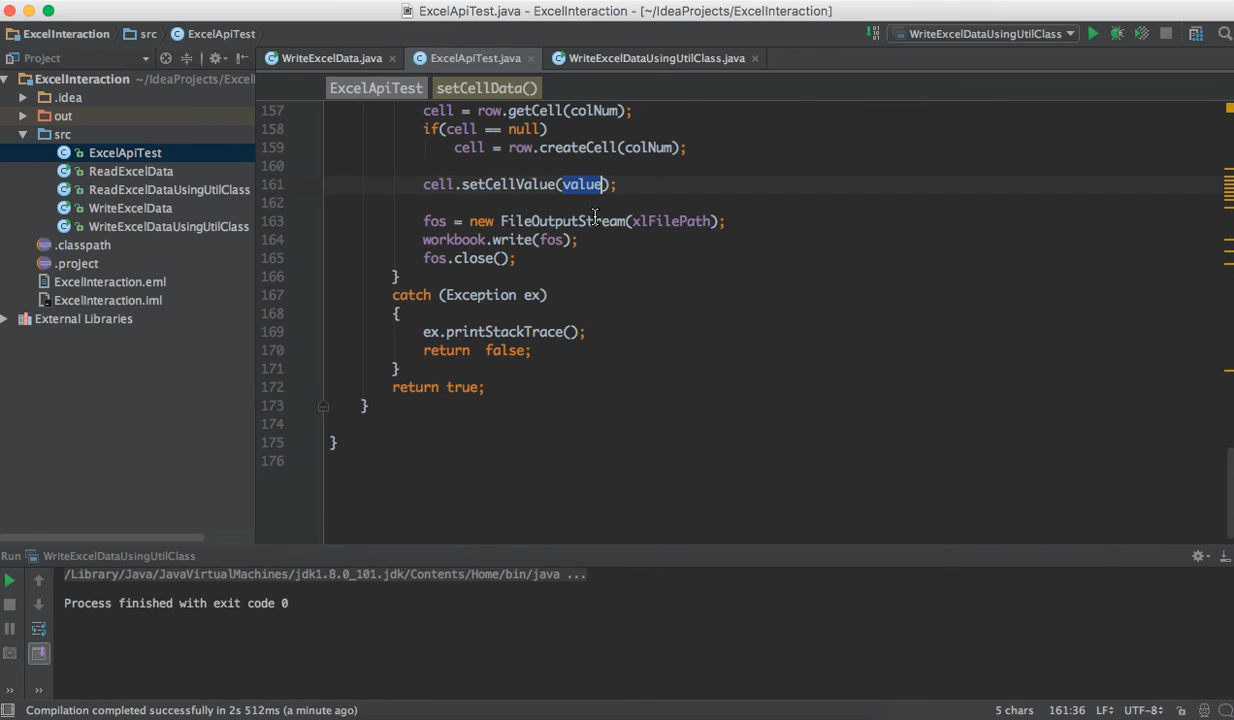 ExcelApiTest.java - ExcelInteraction - [~/IdeaProjects/ExcelInteraction]
ExcelInteraction src ExcelApiTest WriteExcelDataUsingUtilClass
Project WriteExcelData.java ExcelApiTest.java WriteExcelDataUsingUtilClass.java
ExcelInteraction ~/IdeaProjects/Excel
.idea
out
src
ExcelApiTest
ReadExcelData
ReadExcelDataUsingUtilClass
WriteExcelData
WriteExcelDataUsingUtilClass
.classpath
.project
ExcelInteraction.eml
ExcelInteraction.iml
External Libraries
ExcelApiTest setCellData()
157 cell = row.getCell(colNum);
158 if(cell == null)
159 cell = row.createCell(colNum);
160
161 cell.setCellValue(value);
162
163 fos = new FileOutputStream(xlFilePath);
164 workbook.write(fos);
165 fos.close();
166 }
167 catch (Exception ex)
168 {
169 ex.printStackTrace();
170 return false;
171 }
172 return true;
173 }
174
175 }
176
Run WriteExcelDataUsingUtilClass
/Library/Java/JavaVirtualMachines/jdk1.8.0_101.jdk/Contents/Home/bin/java ...
Process finished with exit code 0
Compilation completed successfully in 2s 512ms (a minute ago) 5 chars 161:36 LF UTF-8